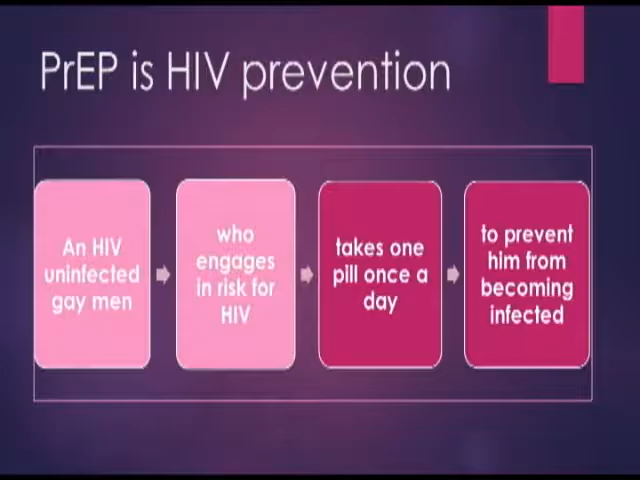 PrEP is HIV prevention
An HIV
uninfected
gay men
who
engages
in risk for
HIV
takes one
pill once a
day
to prevent
him from
becoming
infected